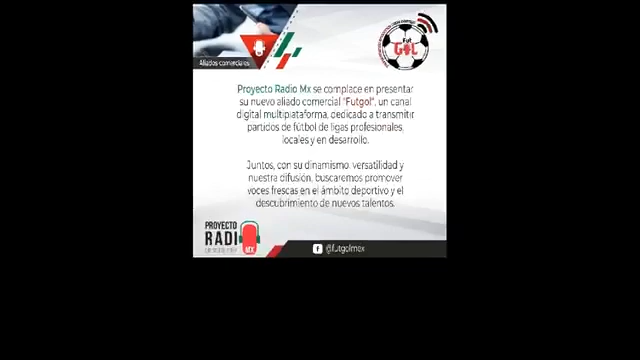 Aliados comerciales
Fut
GOL
Proyecto Radio Mx se complace en presentar
su nuevo aliado comercial "Futgol", un canal
digital multiplataforma, dedicado a transmitir
partidos de fútbol de ligas profesionales,
locales y en desarrollo.
Juntos, con su dinamismo, versatilidad y
nuestra difusión, buscaremos promover
voces frescas en el ámbito deportivo y el
descubrimiento de nuevos talentos.
PROYECTO
RADIO
MX
@futgolmex